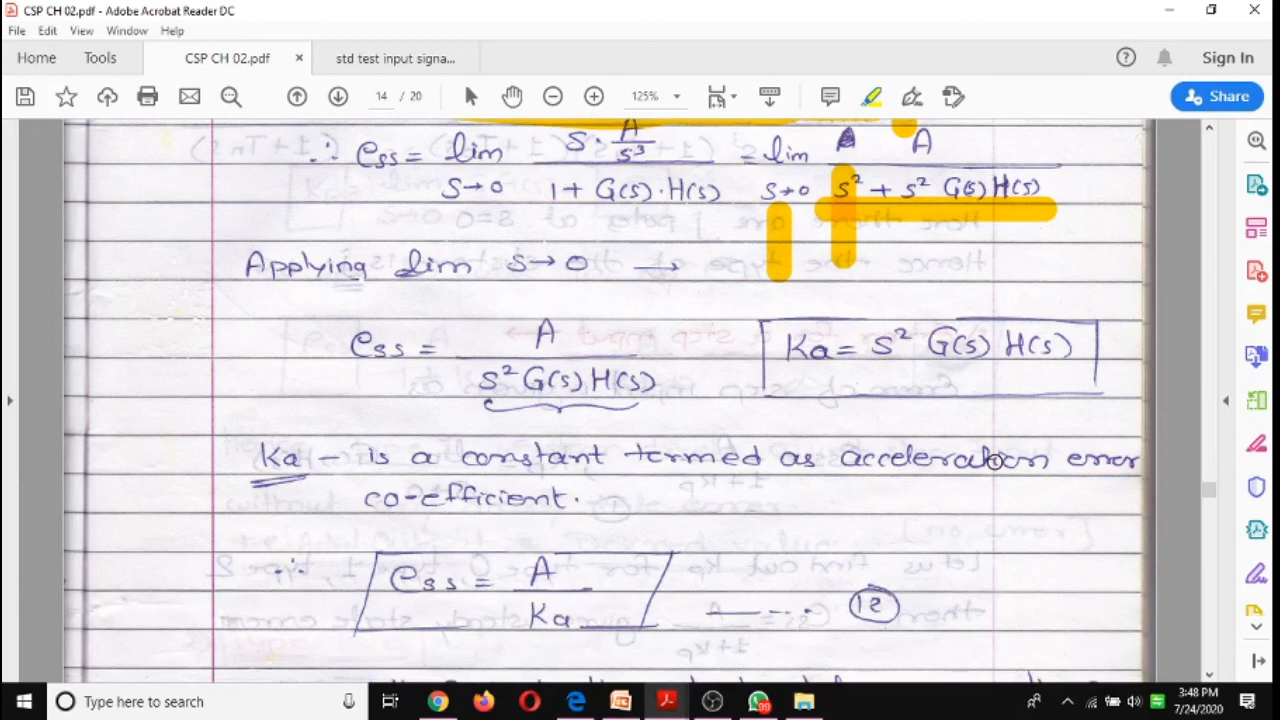 CSP CH 02.pdf - Adobe Acrobat Reader DC
File Edit View Window Help
Home Tools CSP CH 02.pdf × std test input signa...
Sign In
14 / 20 125% Share
∴ ess = lim S·A/s³ = lim A A
s→0 1 + G(s)·H(s) s→0 s² + s² G(s) H(s)
Applying lim s→0 →
ess = A / s² G(s) H(s) Ka = s² G(s) H(s)
Ka - is a constant termed as acceleration error
co-efficient.
∴ ess = A / Ka --- 12
Type here to search
99
3:48 PM
7/24/2020